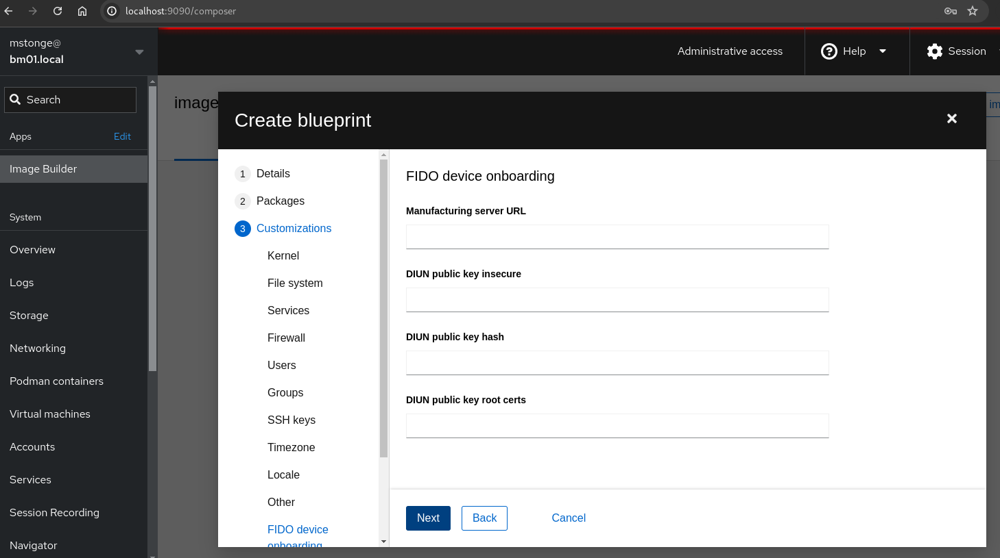 localhost:9090/composer
mstonge@
bm01.local
Administrative access
Help
Session
Search
Apps
Edit
Image Builder
System
Overview
Logs
Storage
Networking
Podman containers
Virtual machines
Accounts
Services
Session Recording
Navigator
image
im
Create blueprint
1 Details
2 Packages
3 Customizations
Kernel
File system
Services
Firewall
Users
Groups
SSH keys
Timezone
Locale
Other
FIDO device
onboarding
FIDO device onboarding
Manufacturing server URL
DIUN public key insecure
DIUN public key hash
DIUN public key root certs
Next
Back
Cancel